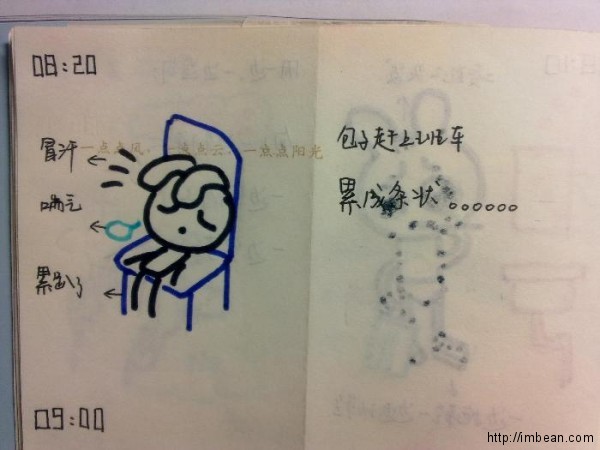 08:20
冒汗
一点点风，一点点云，一点点阳光
喘气
累趴了
09:00
包子赶上班车
累成条状。。。。。。
http://imbean.com/